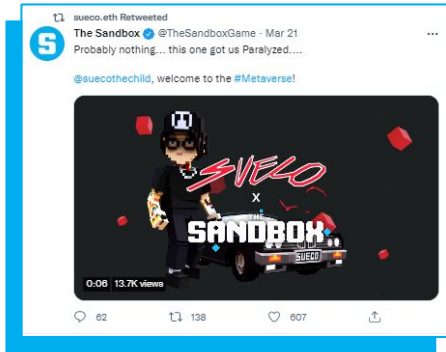 sueco.eth Retweeted
The Sandbox @TheSandboxGame · Mar 21
Probably nothing... this one got us Paralyzed....
@suecothechild, welcome to the #Metaverse!
SUECO
X
THE
SANDBOX
SUECO
0:06 13.7K views
62 138 607